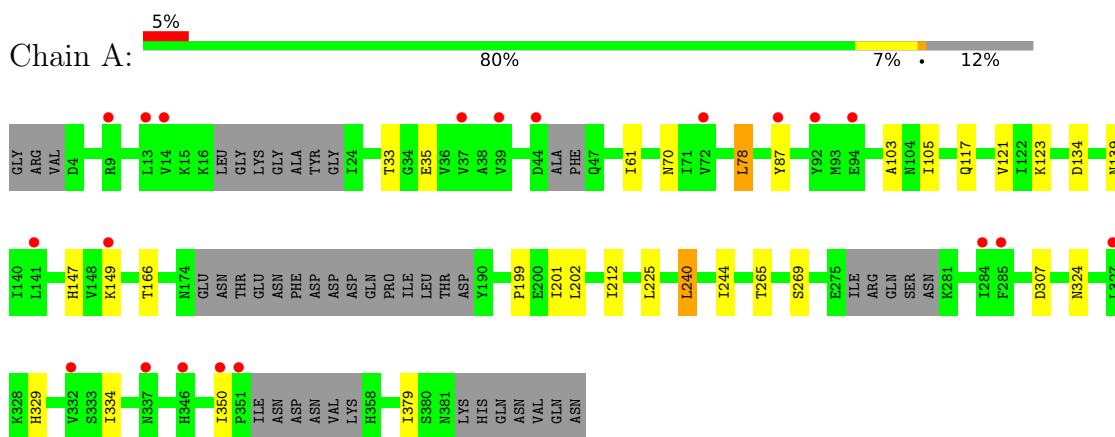 5%
Chain A:
80% 7% • 12%
GLY ARG VAL D4 R9 L13 V14 K15 K16 LEU GLY LYS GLY ALA TYR GLY I24 T33 G34 E35 V36 V37 A38 V39 D44 ALA PHE Q47 I61 N70 I71 V72 L78 Y87 Y92 M93 E94 A103 N104 I105 Q117 V121 I122 K123 D134 N139
I140 L141 H147 V148 K149 T166 N174 GLU ASN THR GLU ASN PHE ASP ASP ASP GLN PRO ILE LEU THR ASP Y190 P199 E200 I201 L202 I212 L225 L240 I244 T265 S269 E275 ILE ARG GLN SER ASN K281 I284 F285 D307 N324 L327
K328 H329 V332 S333 I334 N337 H346 I350 P351 ILE ASN ASP ASN VAL LYS H358 I379 S380 N381 LYS HIS GLN ASN VAL GLN ASN